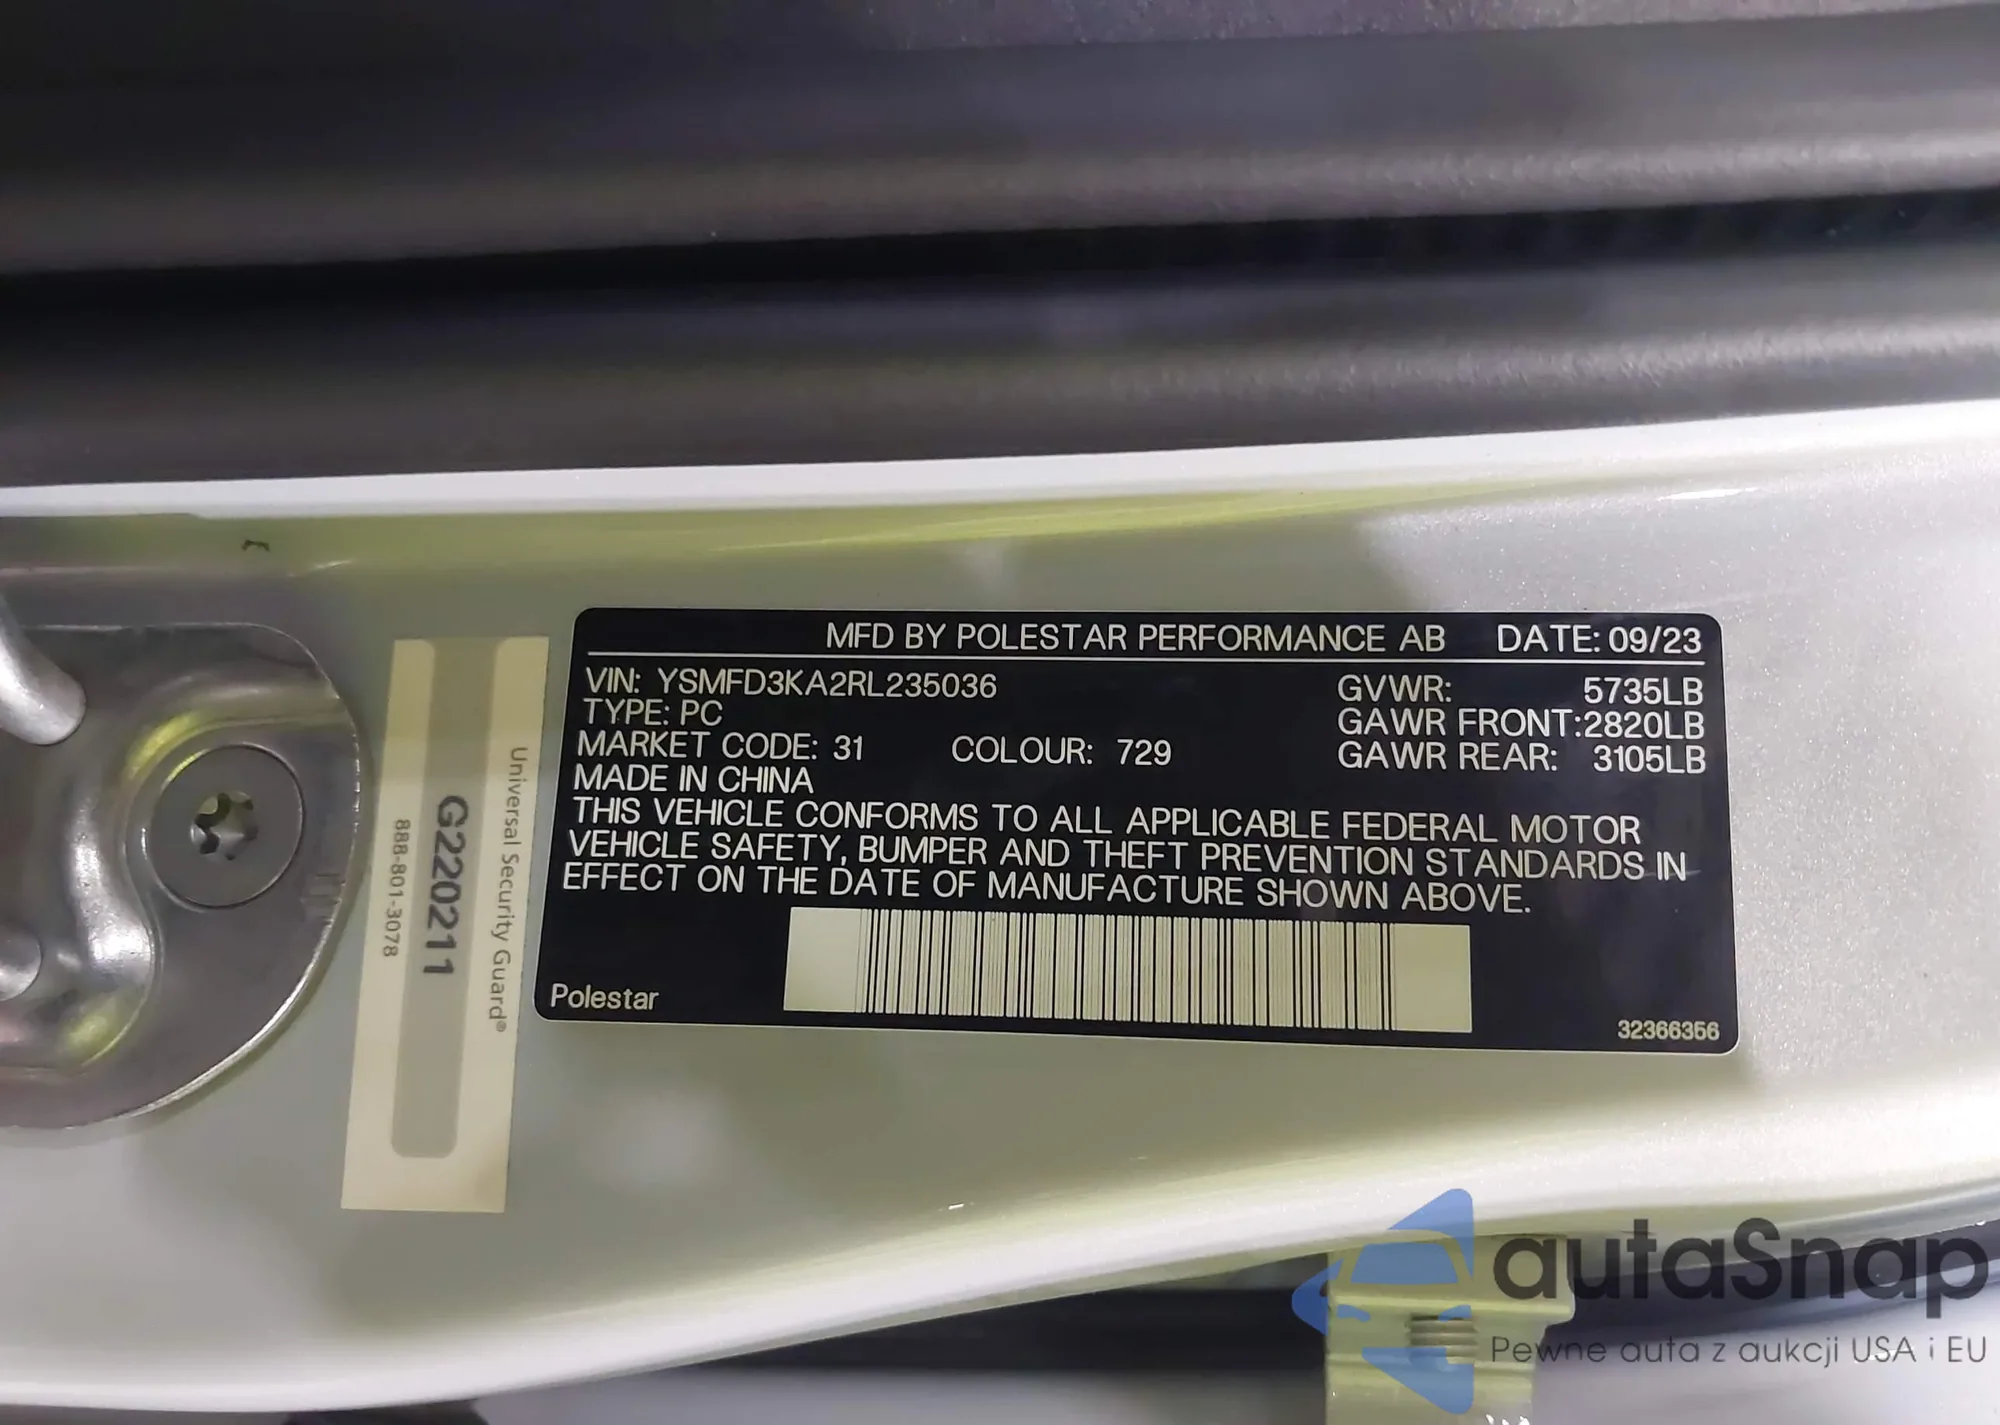 MFD BY POLESTAR PERFORMANCE AB DATE: 09/23
VIN: YSMFD3KA2RL235036
TYPE: PC
MARKET CODE: 31 COLOUR: 729
MADE IN CHINA
GVWR: 5735LB
GAWR FRONT:2820LB
GAWR REAR: 3105LB
THIS VEHICLE CONFORMS TO ALL APPLICABLE FEDERAL MOTOR
VEHICLE SAFETY, BUMPER AND THEFT PREVENTION STANDARDS IN
EFFECT ON THE DATE OF MANUFACTURE SHOWN ABOVE.
Polestar
32366356
Universal Security Guard®
G220211
888-801-3078
autaSnap
Pewne auta z aukcji USA i EU